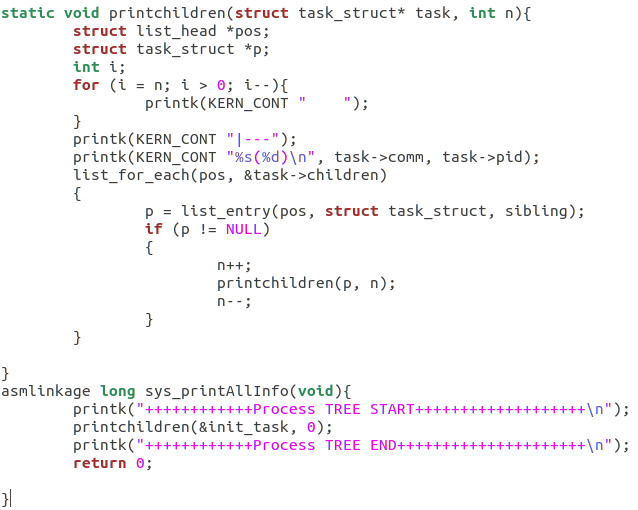 static void printchildren(struct task_struct* task, int n){
        struct list_head *pos;
        struct task_struct *p;
        int i;
        for (i = n; i > 0; i--){
                printk(KERN_CONT "    ");
        }
        printk(KERN_CONT "|---");
        printk(KERN_CONT "%s(%d)\n", task->comm, task->pid);
        list_for_each(pos, &task->children)
        {
                p = list_entry(pos, struct task_struct, sibling);
                if (p != NULL)
                {
                        n++;
                        printchildren(p, n);
                        n--;
                }
        }

}
asmlinkage long sys_printAllInfo(void){
        printk("++++++++++++Process TREE START+++++++++++++++++++\n");
        printchildren(&init_task, 0);
        printk("++++++++++++Process TREE END+++++++++++++++++++++\n");
        return 0;

}